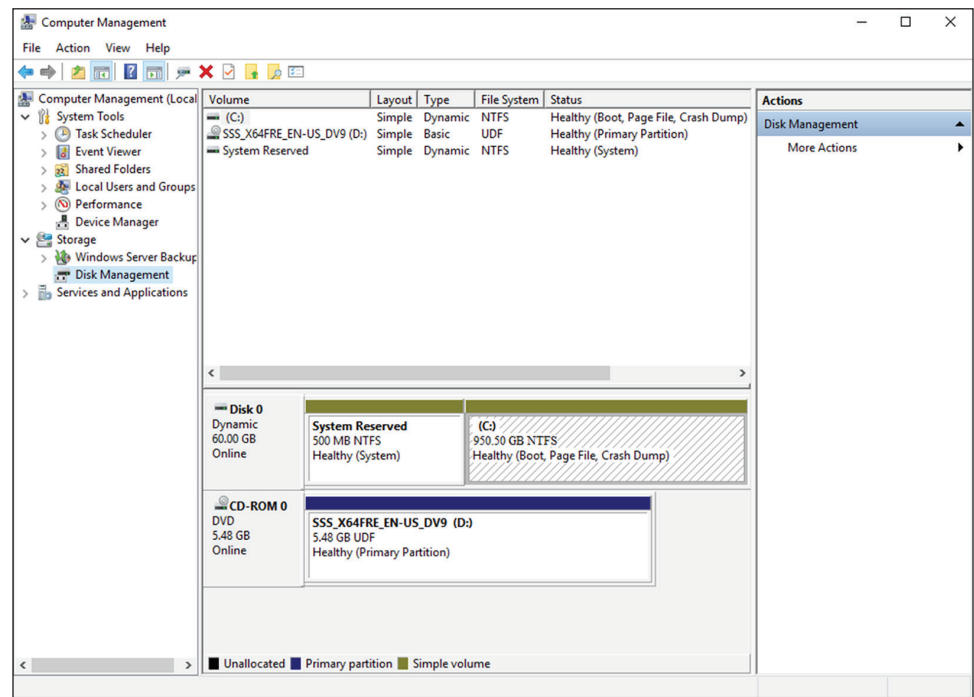 Computer Management
File Action View Help
Computer Management (Local
System Tools
Task Scheduler
Event Viewer
Shared Folders
Local Users and Groups
Performance
Device Manager
Storage
Windows Server Backup
Disk Management
Services and Applications
Volume Layout Type File System Status
(C:) Simple Dynamic NTFS Healthy (Boot, Page File, Crash Dump)
SSS_X64FRE_EN-US_DV9 (D:) Simple Basic UDF Healthy (Primary Partition)
System Reserved Simple Dynamic NTFS Healthy (System)
Disk 0
Dynamic
60.00 GB
Online
System Reserved
500 MB NTFS
Healthy (System)
(C:)
950.50 GB NTFS
Healthy (Boot, Page File, Crash Dump)
CD-ROM 0
DVD
5.48 GB
Online
SSS_X64FRE_EN-US_DV9 (D:)
5.48 GB UDF
Healthy (Primary Partition)
Unallocated Primary partition Simple volume
Actions
Disk Management
More Actions